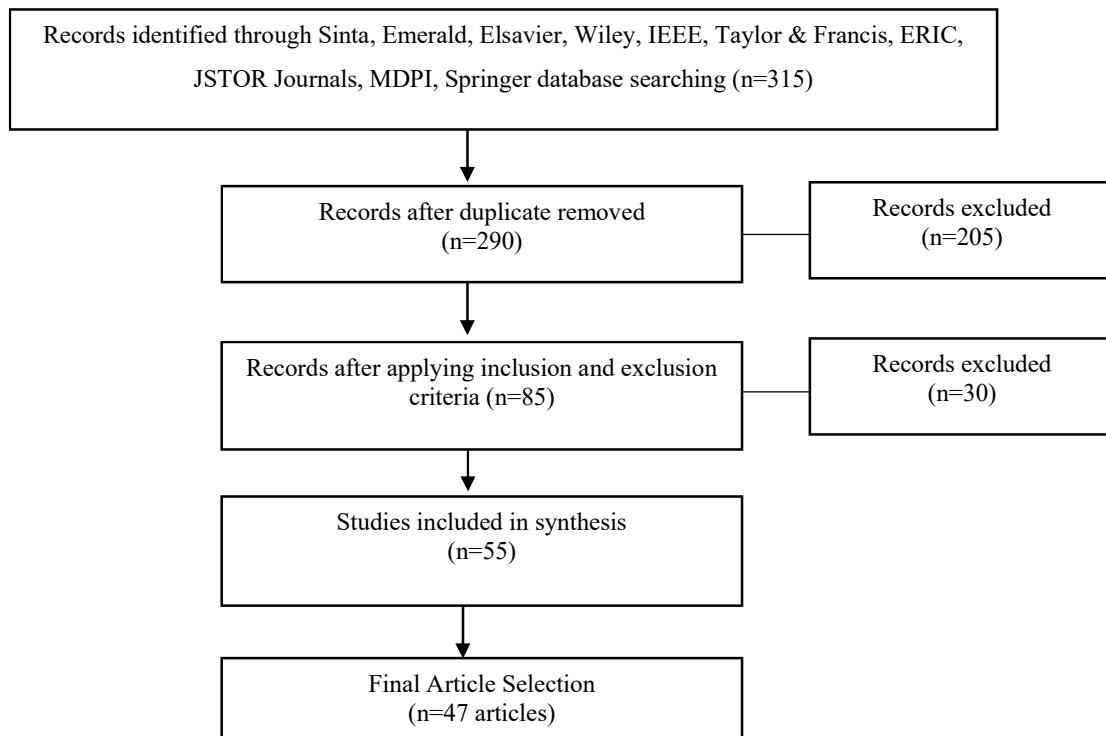 Records identified through Sinta, Emerald, Elsavier, Wiley, IEEE, Taylor & Francis, ERIC,
JSTOR Journals, MDPI, Springer database searching (n=315)
Records after duplicate removed
(n=290)
Records excluded
(n=205)
Records after applying inclusion and exclusion
criteria (n=85)
Records excluded
(n=30)
Studies included in synthesis
(n=55)
Final Article Selection
(n=47 articles)